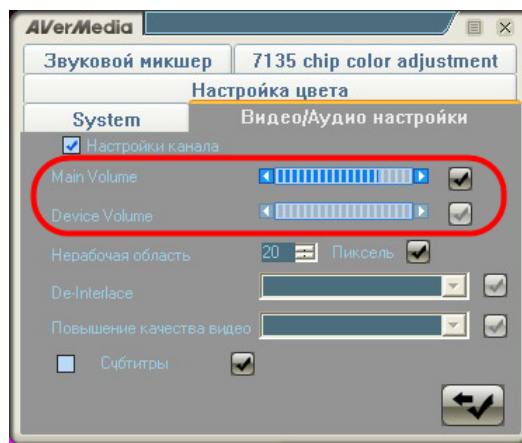 AVerMedia
Звуковой микшер 7135 chip color adjustment
Настройка цвета
System Видео/Аудио настройки
Настройки канала
Main Volume
Device Volume
Нерабочая область 20 Пиксель
De-Interlace
Повышение качества видео
Субтитры